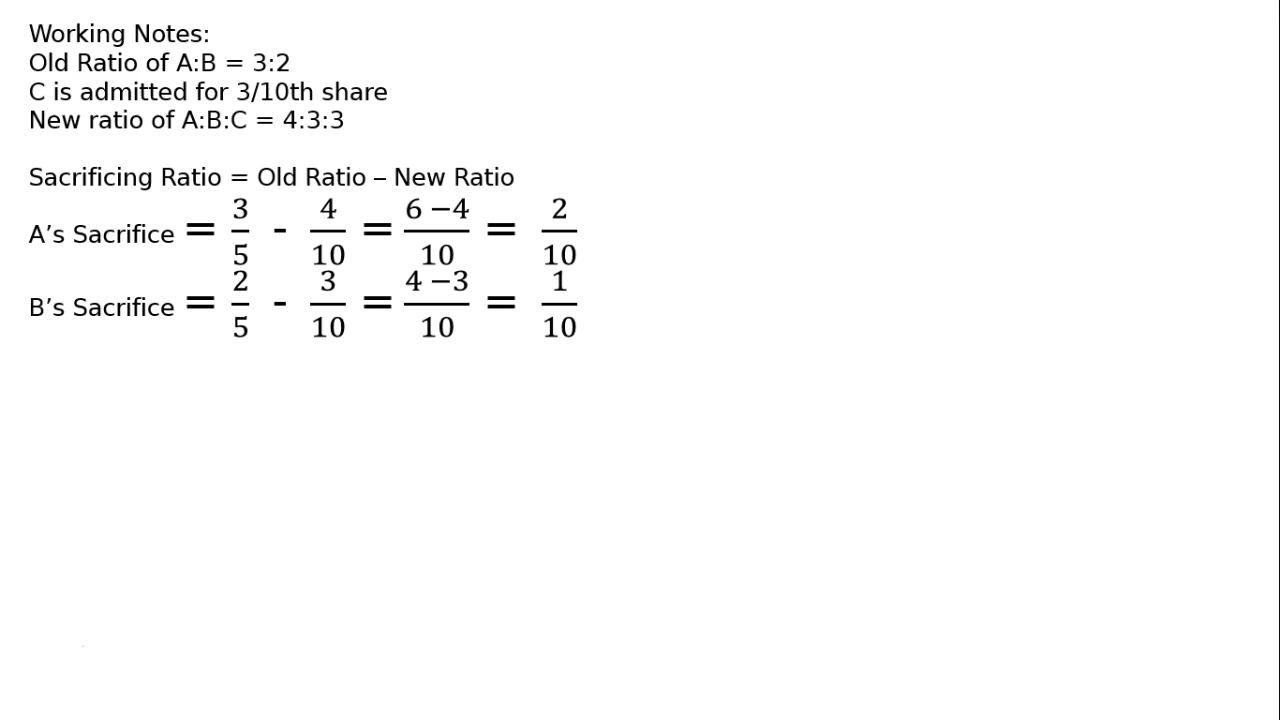 Working Notes:
Old Ratio of A:B = 3:2
C is admitted for 3/10th share
New ratio of A:B:C = 4:3:3
Sacrificing Ratio = Old Ratio – New Ratio
A’s Sacrifice = 3/5 - 4/10 = 6 −4/10 = 2/10
B’s Sacrifice = 2/5 - 3/10 = 4 −3/10 = 1/10